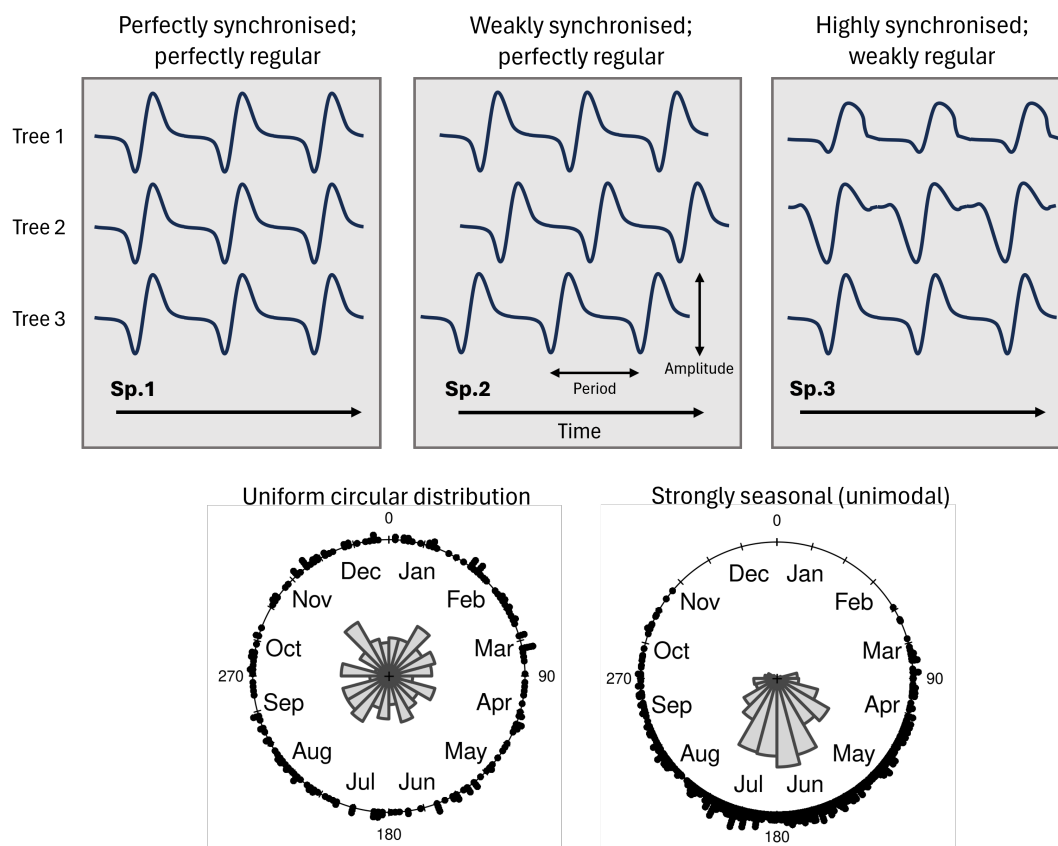 Perfectly synchronised;
perfectly regular
Weakly synchronised;
perfectly regular
Highly synchronised;
weakly regular
Tree 1
Tree 2
Tree 3
Amplitude
Period
Sp.1
Sp.2
Sp.3
Time
Uniform circular distribution
0
Dec Jan
Nov Feb
Oct Mar
270 90
Sep Apr
Aug May
Jul Jun
180
Strongly seasonal (unimodal)
0
Dec Jan
Nov Feb
Oct Mar
270 90
Sep Apr
Aug May
Jul Jun
180